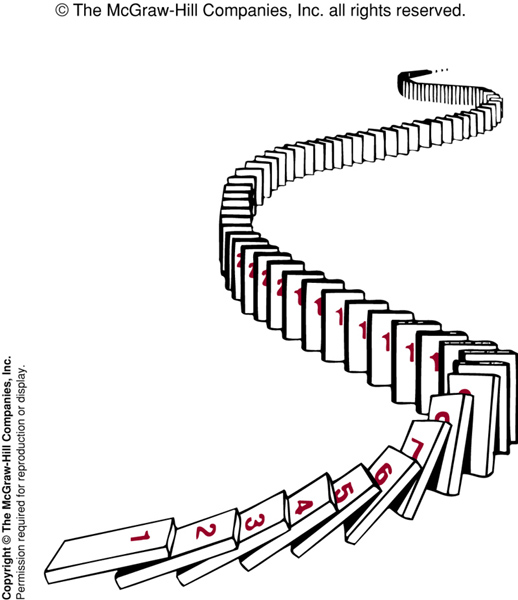 © The McGraw-Hill Companies, Inc. all rights reserved.
Copyright © The McGraw-Hill Companies, Inc.
Permission required for reproduction or display.
1
2
3
4
5
6
7